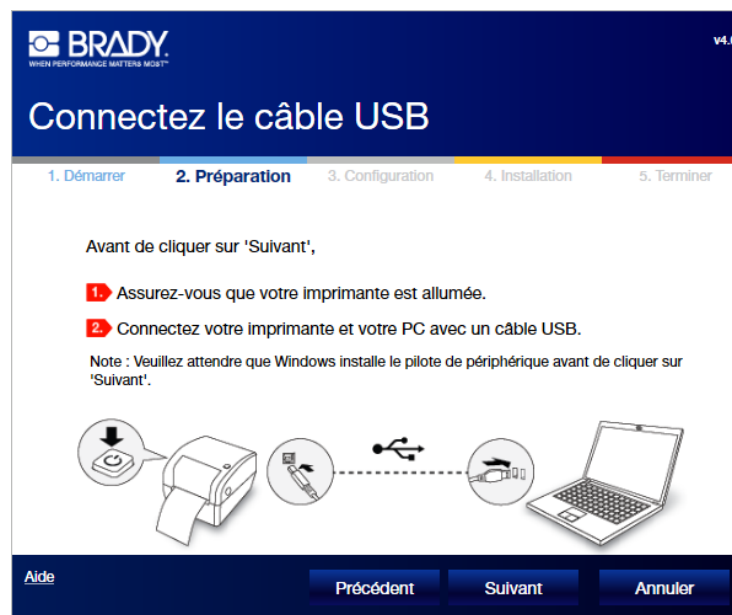 BRADY.
WHEN PERFORMANCE MATTERS MOST™
v4.0
Connectez le câble USB
1. Démarrer 2. Préparation 3. Configuration 4. Installation 5. Terminer
Avant de cliquer sur 'Suivant',
1. Assurez-vous que votre imprimante est allumée.
2. Connectez votre imprimante et votre PC avec un câble USB.
Note : Veuillez attendre que Windows installe le pilote de périphérique avant de cliquer sur
'Suivant'.
Aide
Précédent Suivant Annuler